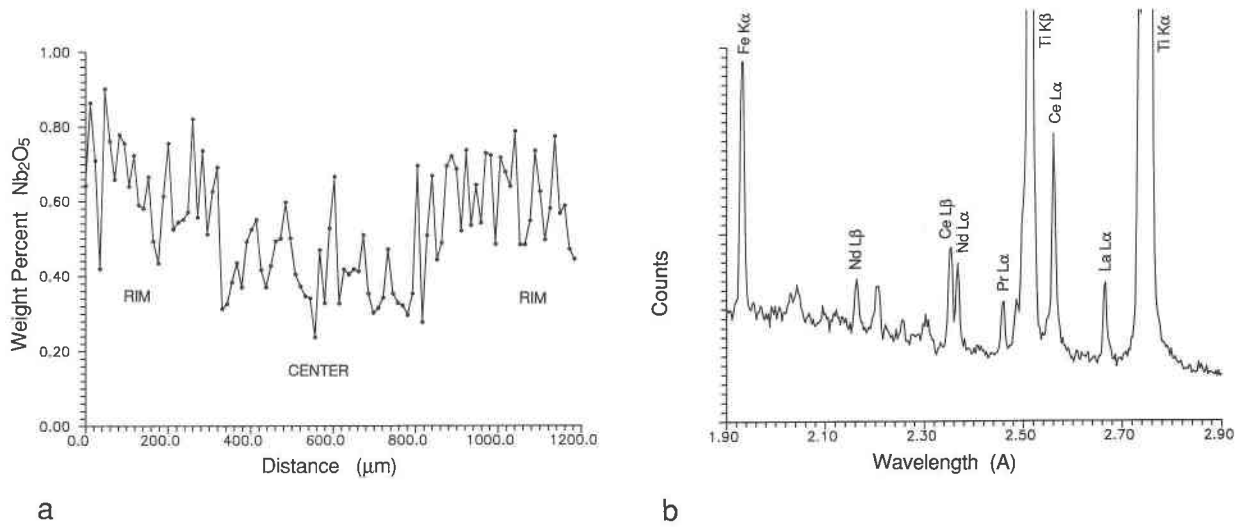 1.00
0.80
0.60
0.40
0.20
0.00
Weight Percent Nb₂O₅
RIM
CENTER
RIM
0.0
200.0
400.0
600.0
800.0
1000.0
1200.0
Distance (μm)
a
Counts
Fe Kα
Nd Lβ
Ce Lβ
Nd Lα
Pr Lα
Ti Kβ
Ce Lα
La Lα
Ti Kα
1.90
2.10
2.30
2.50
2.70
2.90
Wavelength (A)
b